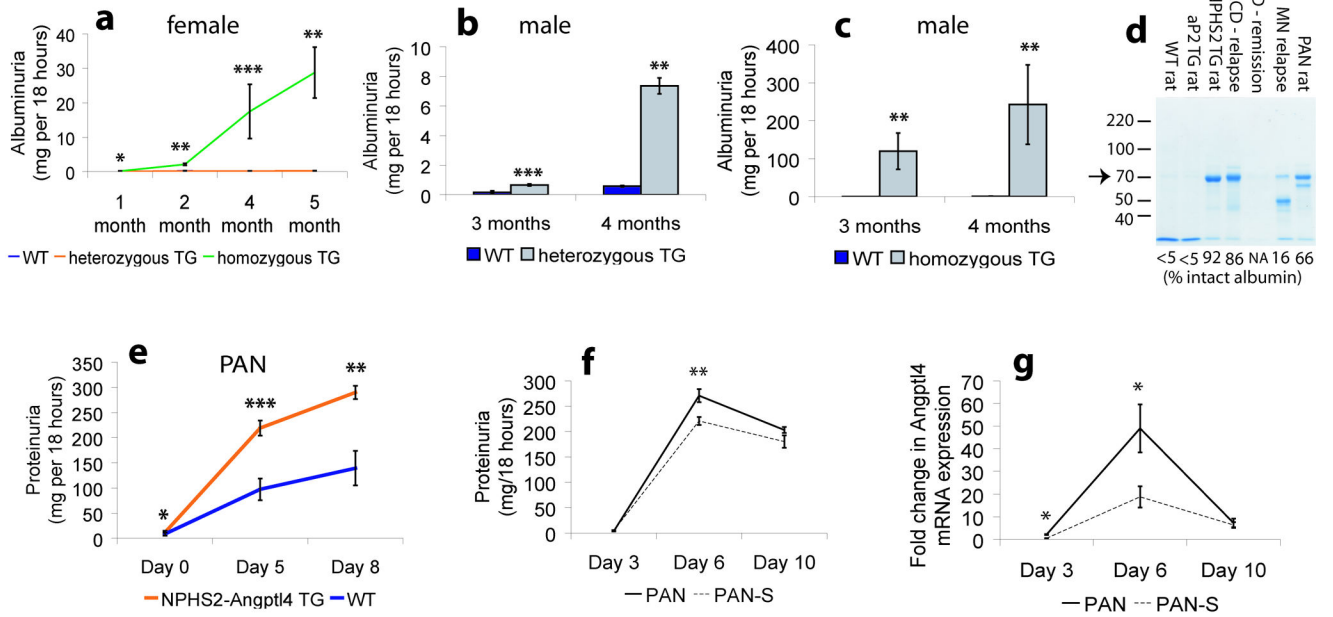 a
female
Albuminuria
(mg per 18 hours)
40
30
20
10
0
*
**
***
**
1
month
2
month
4
month
5
month
WT
heterozygous TG
homozygous TG
b
male
Albuminuria
(mg per 18 hours)
10
8
6
4
2
0
***
**
3 months
4 months
WT
heterozygous TG
c
male
Albuminuria
(mg per 18 hours)
400
300
200
100
0
**
**
3 months
4 months
WT
homozygous TG
d
WT rat
aP2 TG rat
NPHS2 TG rat
CD - relapse
D - remission
MN relapse
PAN rat
220
100
70
50
40
<5 <5 92 86 NA 16 66
(% intact albumin)
e
PAN
Proteinuria
(mg per 18 hours)
350
300
250
200
150
100
50
0
*
***
**
Day 0
Day 5
Day 8
NPHS2-Angptl4 TG
WT
f
Proteinuria
(mg/18 hours)
300
250
200
150
100
50
0
**
Day 3
Day 6
Day 10
PAN
PAN-S
g
Fold change in Angptl4
mRNA expression
70
60
50
40
30
20
10
0
*
*
Day 3
Day 6
Day 10
PAN
PAN-S